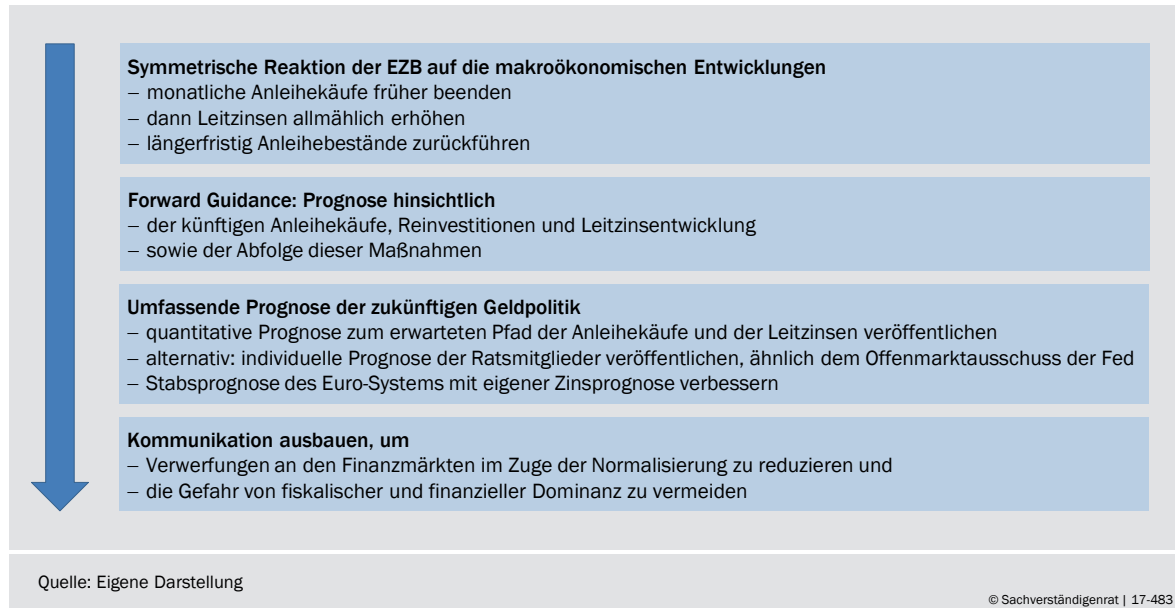 Symmetrische Reaktion der EZB auf die makroökonomischen Entwicklungen
– monatliche Anleihekäufe früher beenden
– dann Leitzinsen allmählich erhöhen
– längerfristig Anleihebestände zurückführen
Forward Guidance: Prognose hinsichtlich
– der künftigen Anleihekäufe, Reinvestitionen und Leitzinsentwicklung
– sowie der Abfolge dieser Maßnahmen
Umfassende Prognose der zukünftigen Geldpolitik
– quantitative Prognose zum erwarteten Pfad der Anleihekäufe und der Leitzinsen veröffentlichen
– alternativ: individuelle Prognose der Ratsmitglieder veröffentlichen, ähnlich dem Offenmarktausschuss der Fed
– Stabsprognose des Euro-Systems mit eigener Zinsprognose verbessern
Kommunikation ausbauen, um
– Verwerfungen an den Finanzmärkten im Zuge der Normalisierung zu reduzieren und
– die Gefahr von fiskalischer und finanzieller Dominanz zu vermeiden
Quelle: Eigene Darstellung
© Sachverständigenrat | 17-483